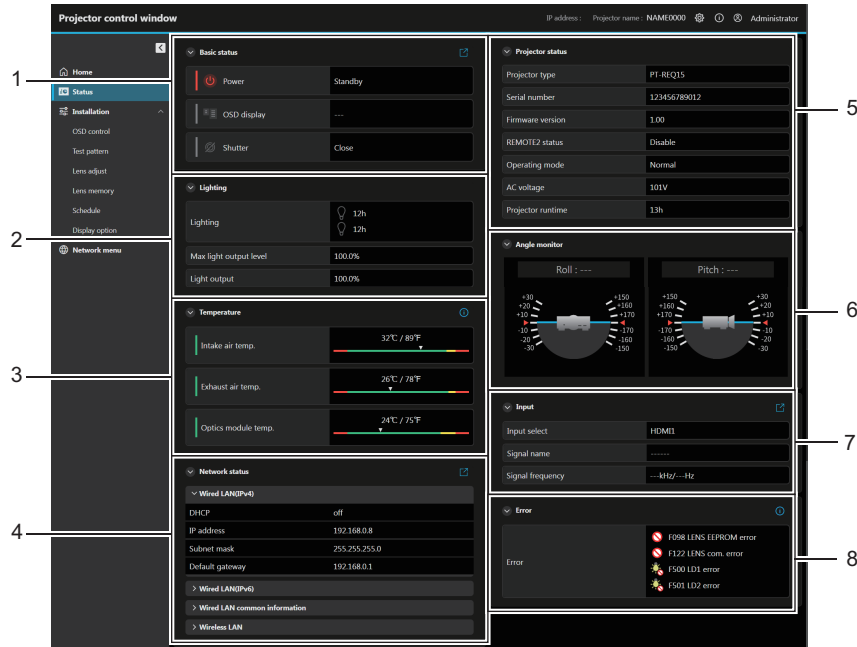 Projector control window
IP address : Projector name : NAME0000 Administrator
Home
Status
Installation
OSD control
Test pattern
Lens adjust
Lens memory
Schedule
Display option
Network menu
1
Basic status
Power Standby
OSD display ---
Shutter Close
2
Lighting
Lighting 12h
12h
Max light output level 100.0%
Light output 100.0%
3
Temperature
Intake air temp. 32℃ / 89℉
Exhaust air temp. 26℃ / 78℉
Optics module temp. 24℃ / 75℉
4
Network status
Wired LAN(IPv4)
DHCP off
IP address 192.168.0.8
Subnet mask 255.255.255.0
Default gateway 192.168.0.1
Wired LAN(IPv6)
Wired LAN common information
Wireless LAN
5
Projector status
Projector type PT-REQ15
Serial number 123456789012
Firmware version 1.00
REMOTE2 status Disable
Operating mode Normal
AC voltage 101V
Projector runtime 13h
6
Angle monitor
Roll : --- Pitch : ---
+30 +150 +150 +30
+20 +160 +160 +20
+10 +170 +170 +10
-10 -170 -170 -10
-20 -160 -160 -20
-30 -150 -150 -30
7
Input
Input select HDMI1
Signal name ------
Signal frequency ---kHz/---Hz
8
Error
Error F098 LENS EEPROM error
F122 LENS com. error
F500 LD1 error
F501 LD2 error